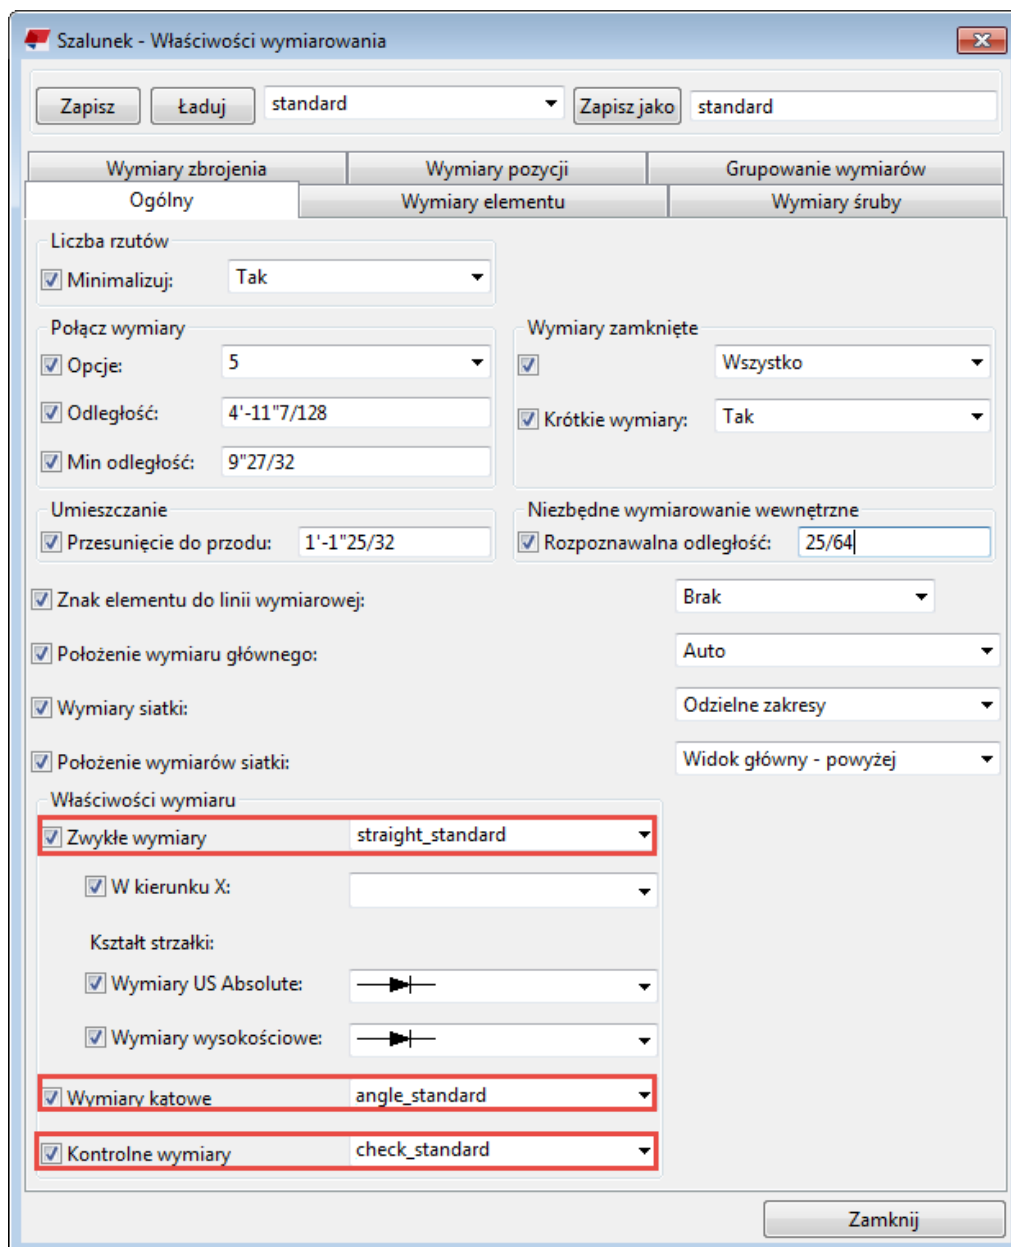 Szalunek - Właściwości wymiarowania
Zapisz Ładuj standard Zapisz jako standard
Wymiary zbrojenia Wymiary pozycji Grupowanie wymiarów
Ogólny Wymiary elementu Wymiary śruby
Liczba rzutów
Minimalizuj: Tak
Połącz wymiary Wymiary zamknięte
Opcje: 5 Wszystko
Odległość: 4'-11"7/128 Krótkie wymiary: Tak
Min odległość: 9"27/32
Umieszczanie Niezbędne wymiarowanie wewnętrzne
Przesunięcie do przodu: 1'-1"25/32 Rozpoznawalna odległość: 25/64
Znak elementu do linii wymiarowej: Brak
Położenie wymiaru głównego: Auto
Wymiary siatki: Odzielne zakresy
Położenie wymiarów siatki: Widok główny - powyżej
Właściwości wymiaru
Zwykłe wymiary straight_standard
W kierunku X:
Kształt strzałki:
Wymiary US Absolute:
Wymiary wysokościowe:
Wymiary kątowe angle_standard
Kontrolne wymiary check_standard
Zamknij